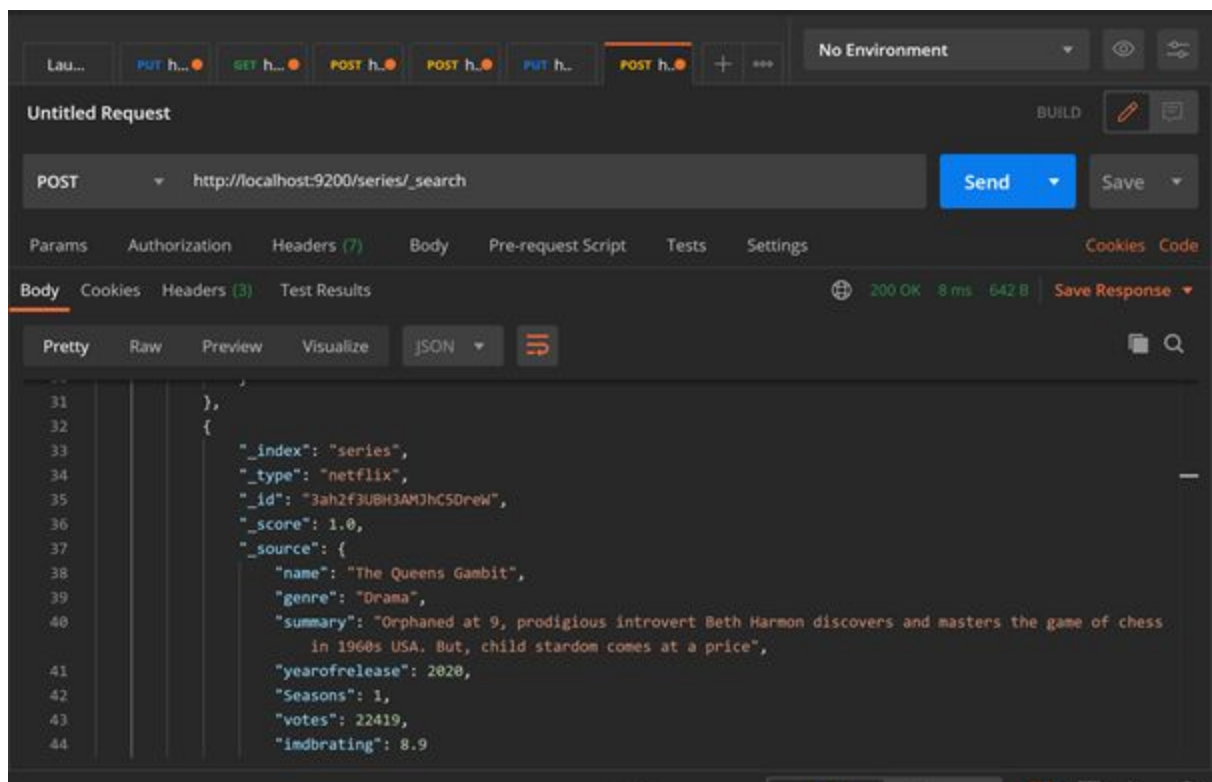 Lau... PUT h... GET h... POST h.. POST h.. PUT h.. POST h.. + ••• No Environment
Untitled Request BUILD
POST http://localhost:9200/series/_search Send Save
Params Authorization Headers (7) Body Pre-request Script Tests Settings Cookies Code
Body Cookies Headers (3) Test Results 200 OK 8 ms 642 B Save Response
Pretty Raw Preview Visualize JSON
31 },
32 {
33 "_index": "series",
34 "_type": "netflix",
35 "_id": "3ah2f3UBH3AMJhC5DreW",
36 "_score": 1.0,
37 "_source": {
38 "name": "The Queens Gambit",
39 "genre": "Drama",
40 "summary": "Orphaned at 9, prodigious introvert Beth Harmon discovers and masters the game of chess
in 1960s USA. But, child stardom comes at a price",
41 "yearofrelease": 2020,
42 "Seasons": 1,
43 "votes": 22419,
44 "imdbrating": 8.9